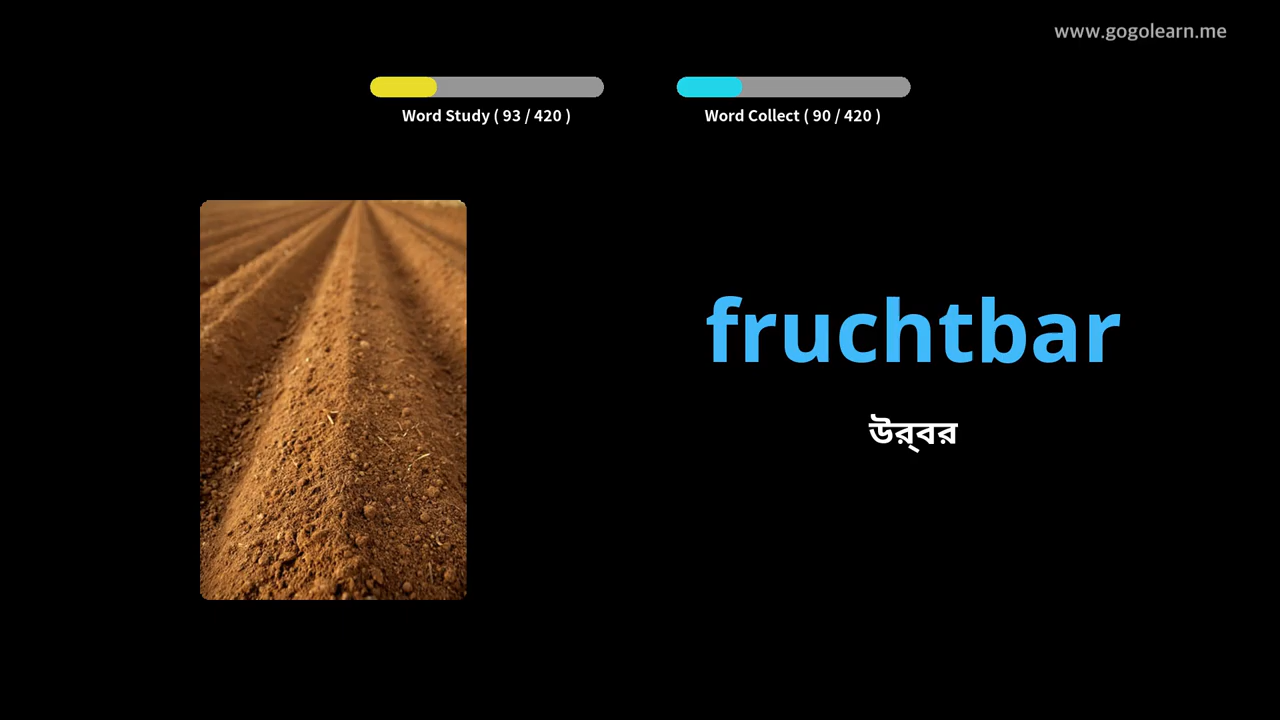 www.gogolearn.me
Word Study ( 93 / 420 )
Word Collect ( 90 / 420 )
fruchtbar
উর্বর